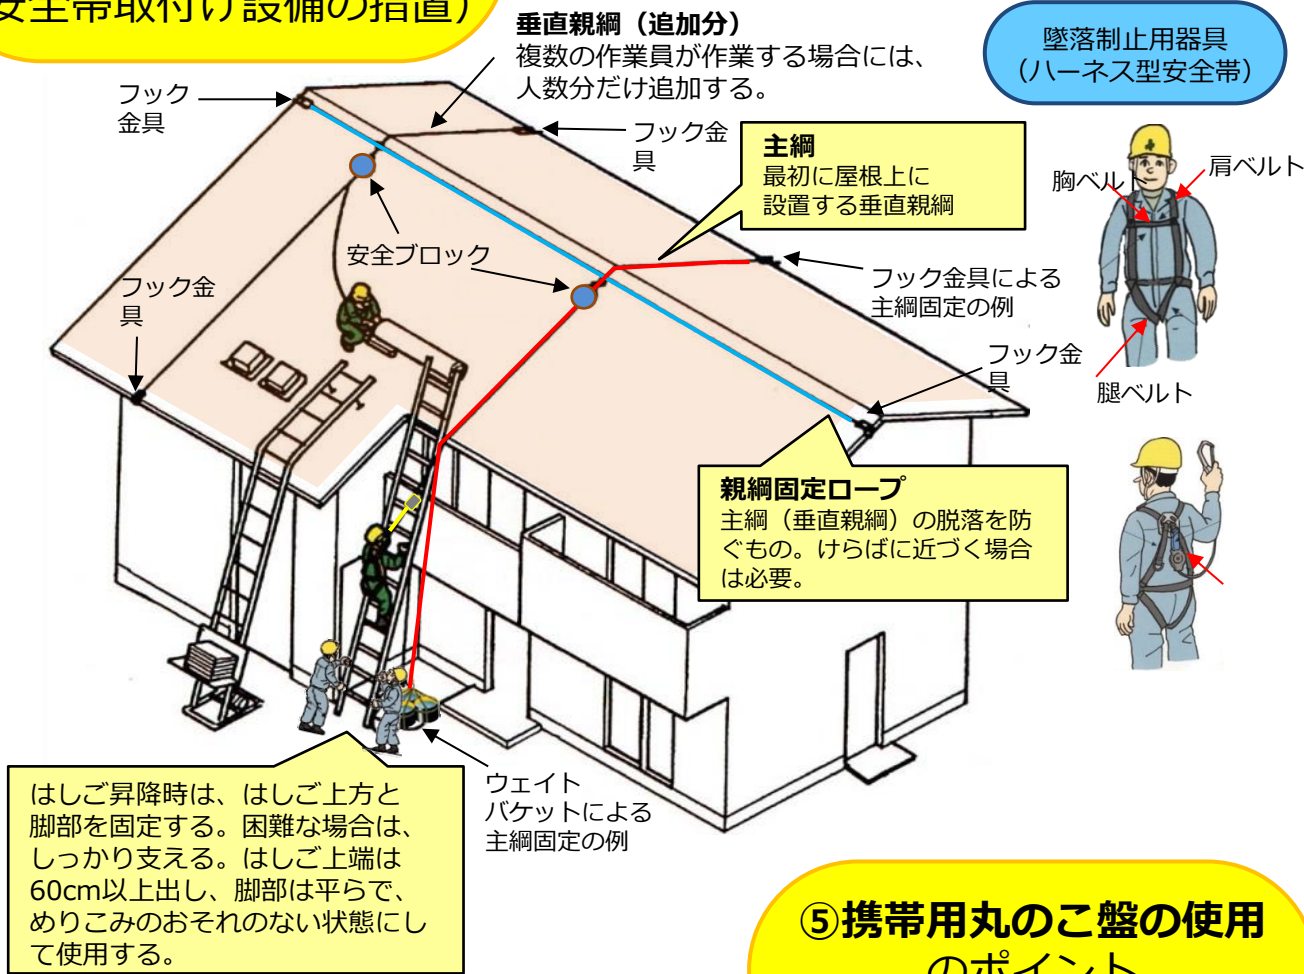 安全帯取付け設備の措置）
垂直親綱（追加分）
複数の作業員が作業する場合には、
人数分だけ追加する。
墜落制止用器具
（ハーネス型安全帯）
フック
金具
フック金
具
主綱
最初に屋根上に
設置する垂直親綱
胸ベルト
肩ベルト
安全ブロック
フック金
具
フック金具による
主綱固定の例
フック金
具
腿ベルト
親綱固定ロープ
主綱（垂直親綱）の脱落を防
ぐもの。けらばに近づく場合
は必要。
はしご昇降時は、はしご上方と
脚部を固定する。困難な場合は、
しっかり支える。はしご上端は
60cm以上出し、脚部は平らで、
めりこみのおそれのない状態にし
て使用する。
ウェイト
バケットによる
主綱固定の例
⑤携帯用丸のこ盤の使用
のポイント